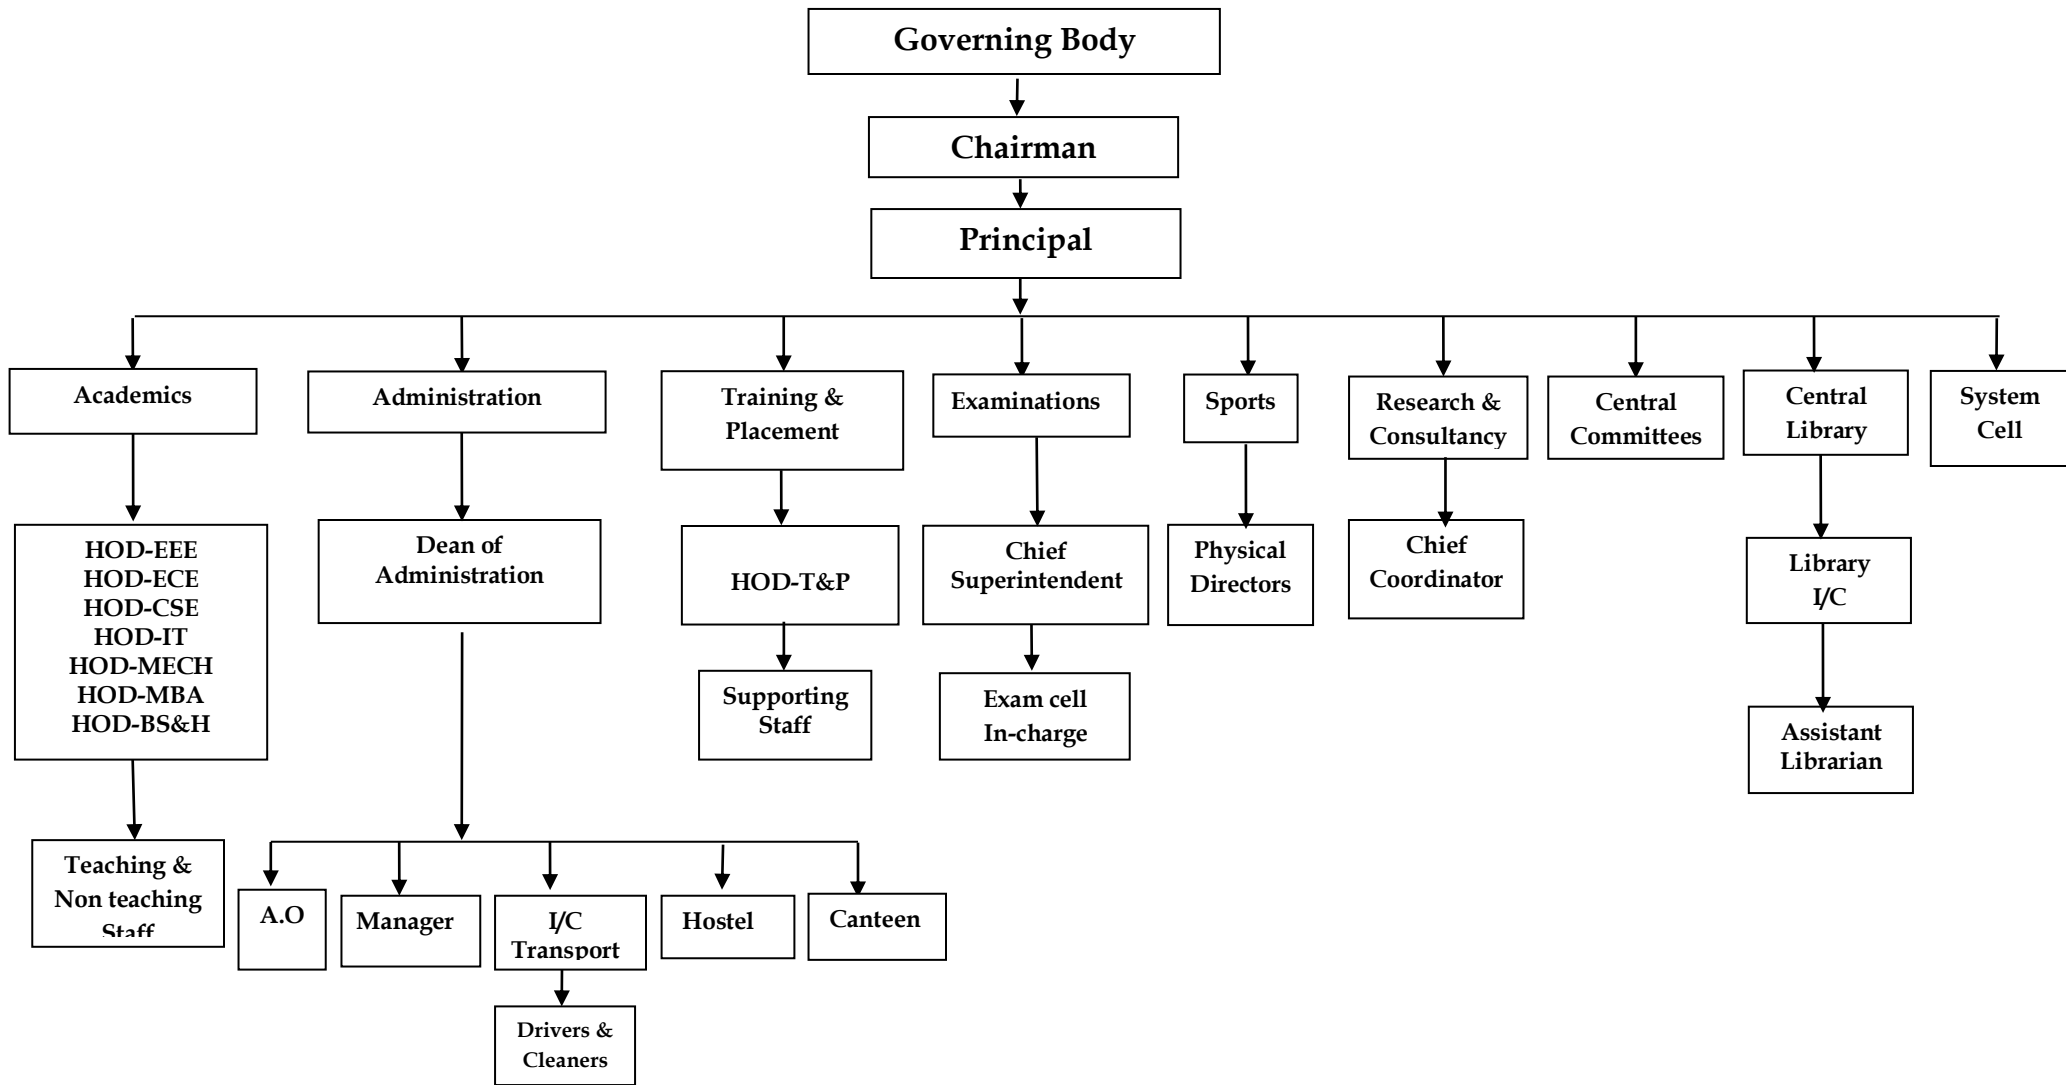 Governing Body
Chairman
Principal
Academics
Administration
Training &
Placement
Examinations
Sports
Research &
Consultancy
Central
Committees
Central
Library
System
Cell
HOD-EEE
HOD-ECE
HOD-CSE
HOD-IT
HOD-MECH
HOD-MBA
HOD-BS&H
Dean of
Administration
HOD-T&P
Chief
Superintendent
Physical
Directors
Chief
Coordinator
Library
I/C
Supporting
Staff
Exam cell
In-charge
Assistant
Librarian
Teaching &
Non teaching
Staff
A.O
Manager
I/C
Transport
Hostel
Canteen
Drivers &
Cleaners